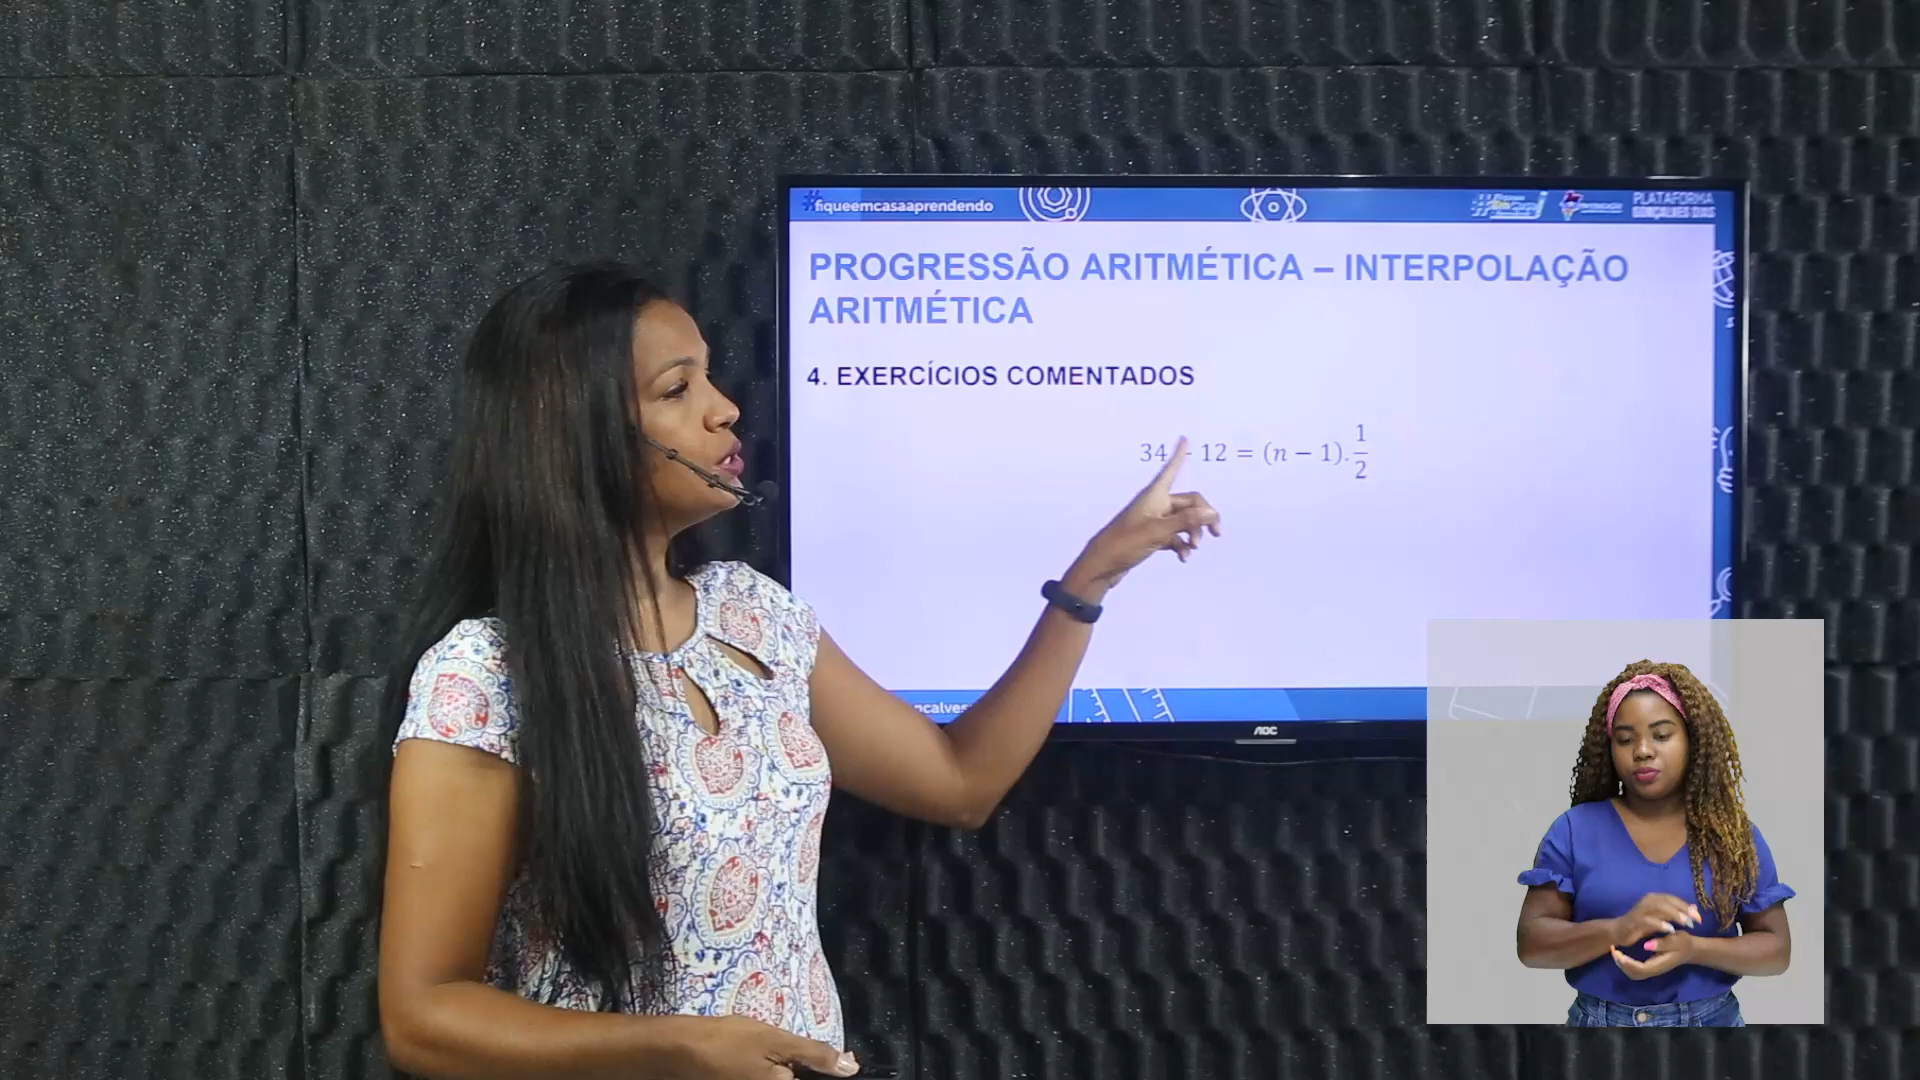 #fiqueemcasaaprendendo
PLATAFORMA
GONÇALVES DIAS
PROGRESSÃO ARITMÉTICA – INTERPOLAÇÃO
ARITMÉTICA
4. EXERCÍCIOS COMENTADOS
34 - 12 = (n − 1). 1/2
AOC